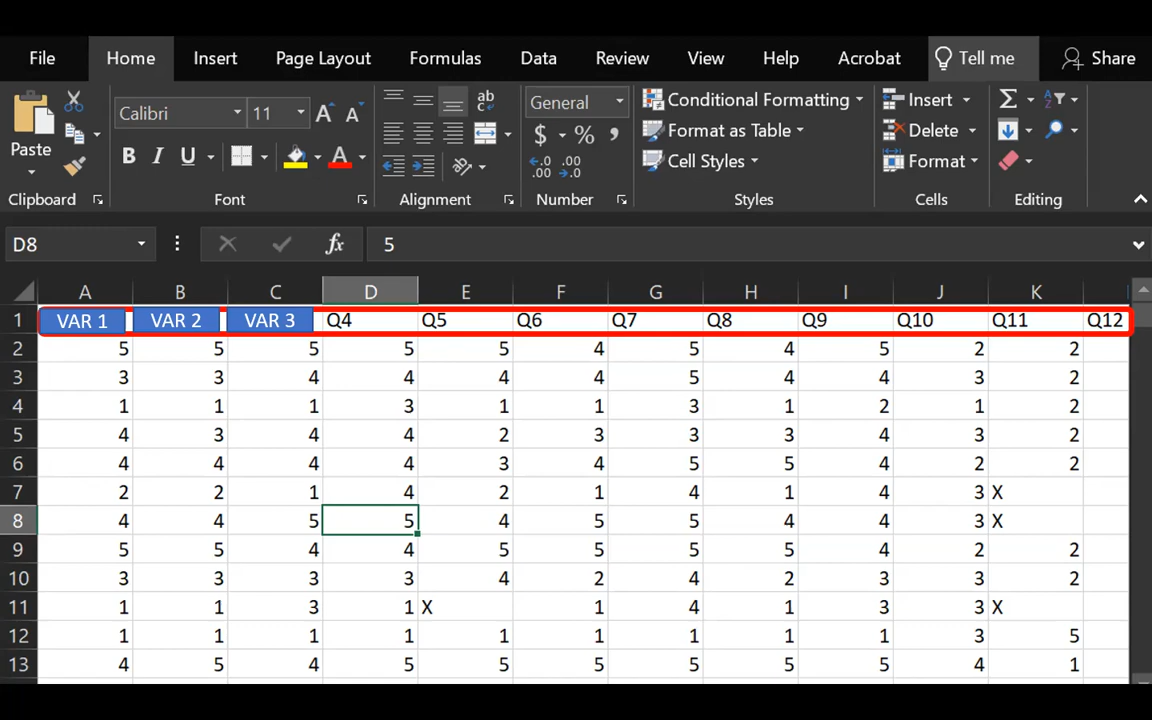 File Home Insert Page Layout Formulas Data Review View Help Acrobat Tell me Share
Calibri 11 A A ab General Conditional Formatting Insert Σ
Paste B I U A $ % , Format as Table Delete
.0 .00 .00 .0 Cell Styles Format
Clipboard Font Alignment Number Styles Cells Editing
D8 fx 5
A B C D E F G H I J K
1 VAR 1 VAR 2 VAR 3 Q4 Q5 Q6 Q7 Q8 Q9 Q10 Q11 Q12
2 5 5 5 5 5 4 5 4 5 2 2
3 3 3 4 4 4 4 5 4 4 3 2
4 1 1 1 3 1 1 3 1 2 1 2
5 4 3 4 4 2 3 3 3 4 3 2
6 4 4 4 4 3 4 5 5 4 2 2
7 2 2 1 4 2 1 4 1 4 3 X
8 4 4 5 5 4 5 5 4 4 3 X
9 5 5 4 4 5 5 5 5 4 2 2
10 3 3 3 3 4 2 4 2 3 3 2
11 1 1 3 1 X 1 4 1 3 3 X
12 1 1 1 1 1 1 1 1 1 3 5
13 4 5 4 5 5 5 5 5 5 4 1